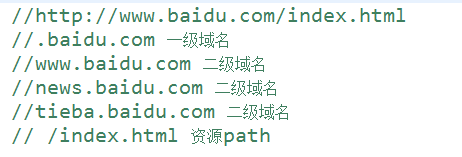 //http://www.baidu.com/index.html
//.baidu.com 一级域名
//www.baidu.com 二级域名
//news.baidu.com 二级域名
//tieba.baidu.com 二级域名
// /index.html 资源path